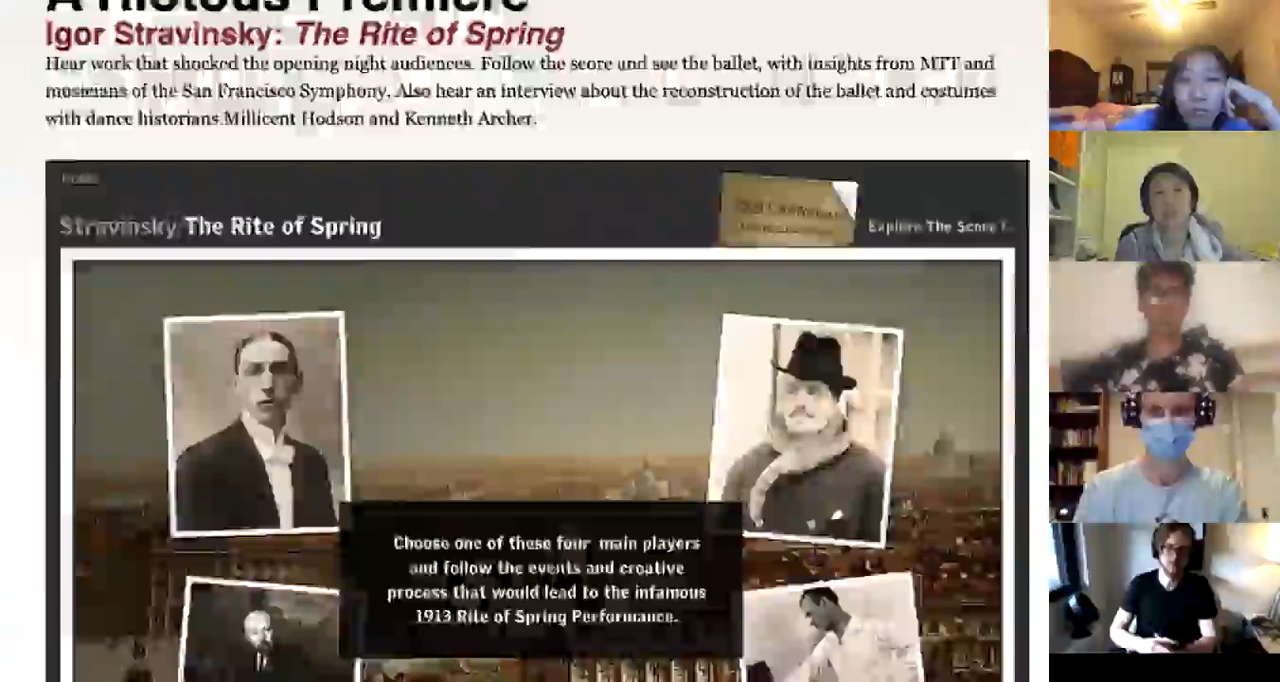 A Riotous Premiere
Igor Stravinsky: The Rite of Spring
Hear work that shocked the opening night audiences. Follow the score and see the ballet, with insights from MTT and
musicians of the San Francisco Symphony. Also hear an interview about the reconstruction of the ballet and costumes
with dance historians Millicent Hodson and Kenneth Archer.
Stravinsky The Rite of Spring
Explore The Score
Choose one of these four main players
and follow the events and creative
process that would lead to the infamous
1913 Rite of Spring Performance.